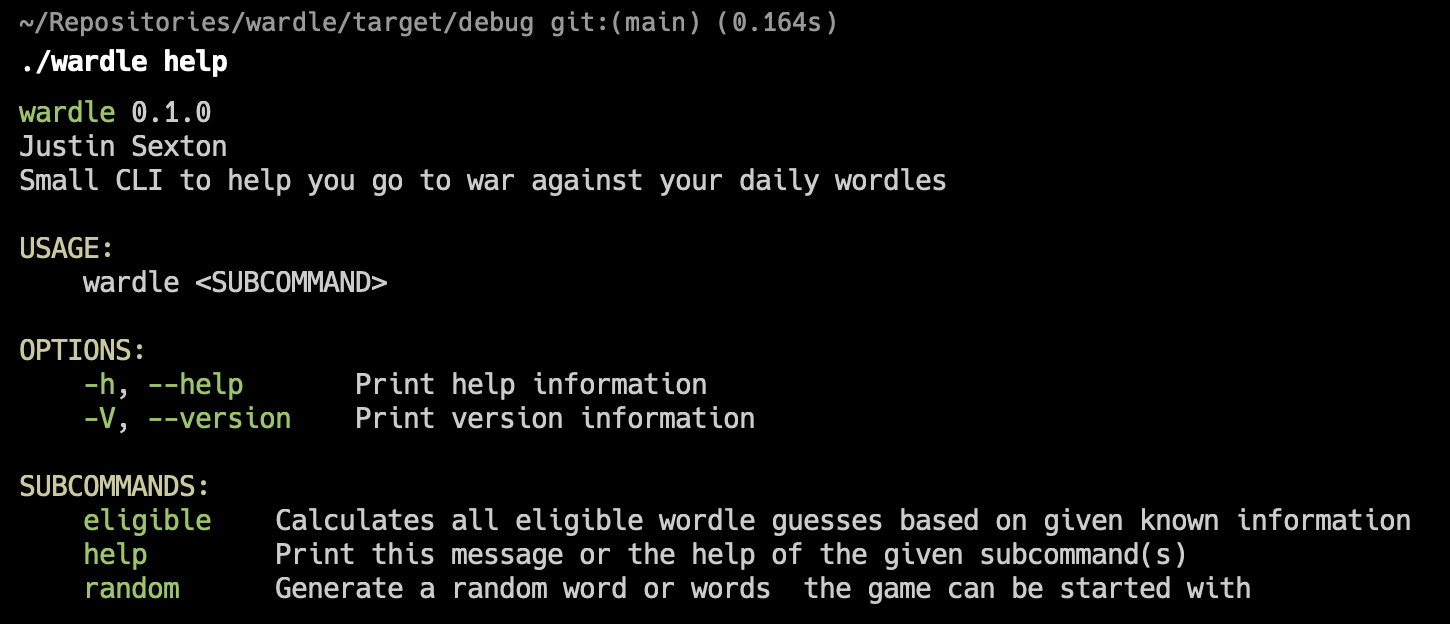 ~/Repositories/wardle/target/debug git:(main) (0.164s)
./wardle help
wardle 0.1.0
Justin Sexton
Small CLI to help you go to war against your daily wordles
USAGE:
    wardle <SUBCOMMAND>
OPTIONS:
    -h, --help       Print help information
    -V, --version    Print version information
SUBCOMMANDS:
    eligible    Calculates all eligible wordle guesses based on given known information
    help        Print this message or the help of the given subcommand(s)
    random      Generate a random word or words  the game can be started with